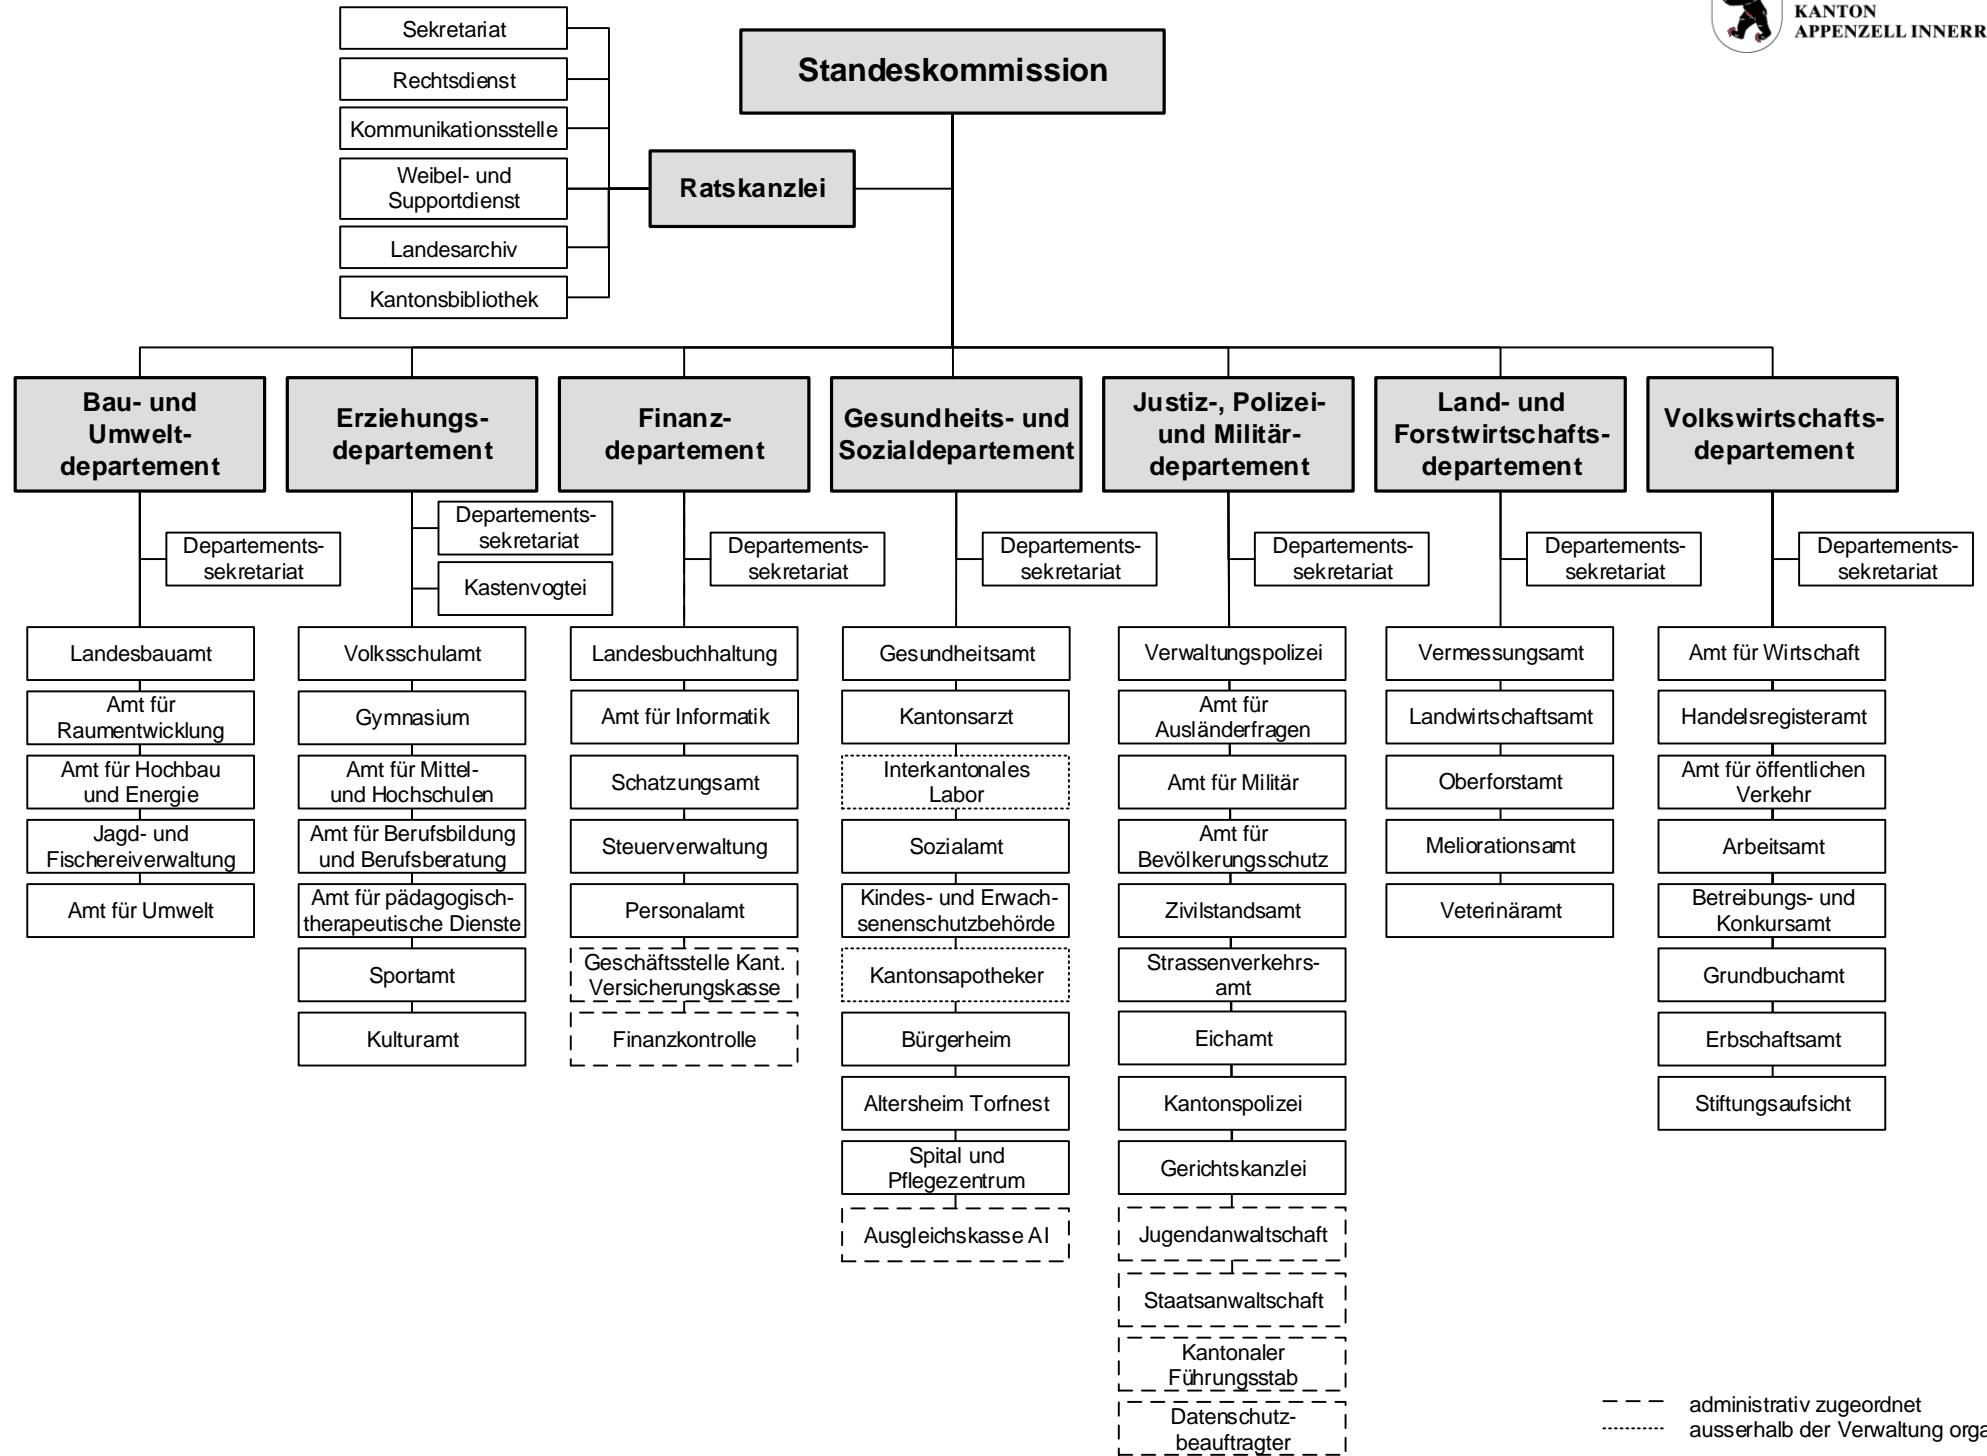 KANTON
APPENZELL
Sekretariat
Rechtsdienst
Kommunikationsstelle
Weibel- und
Supportdienst
Landesarchiv
Kantonsbibliothek
Standeskommission
Ratskanzlei
Bau- und
Umwelt-
departement
Departements-
sekretariat
Landesbauamt
Amt für
Raumentwicklung
Amt für Hochbau
und Energie
Jagd- und
Fischereiverwaltung
Amt für Umwelt
Erziehungs-
departement
Departements-
sekretariat
Kastenvogtei
Volksschulamt
Gymnasium
Amt für Mittel-
und Hochschulen
Amt für Berufsbildung
und Berufsberatung
Amt für pädagogisch-
therapeutische Dienste
Sportamt
Kulturamt
Finanz-
departement
Departements-
sekretariat
Landesbuchhaltung
Amt für Informatik
Schatzungsamt
Steuerverwaltung
Personalamt
Geschäftsstelle Kant.
Versicherungskasse
Finanzkontrolle
Gesundheits- und
Sozialdepartement
Departements-
sekretariat
Gesundheitsamt
Kantonsarzt
Interkantonales
Labor
Sozialamt
Kindes- und Erwach-
senenschutzbehörde
Kantonsapotheker
Bürgerheim
Altersheim Torfnest
Spital und
Pflegezentrum
Ausgleichskasse AI
Justiz-, Polizei-
und Militär-
departement
Departements-
sekretariat
Verwaltungspolizei
Amt für
Ausländerfragen
Amt für Militär
Amt für
Bevölkerungsschutz
Zivilstandsamt
Strassenverkehrs-
amt
Eichamt
Kantonspolizei
Gerichtskanzlei
Jugendanwaltschaft
Staatsanwaltschaft
Kantonaler
Führungsstab
Datenschutz-
beauftragter
Land- und
Forstwirtschafts-
departement
Departements-
sekretariat
Vermessungsamt
Landwirtschaftsamt
Oberforstamt
Meliorationsamt
Veterinäramt
Volkswirtschafts-
departement
Departements-
sekretariat
Amt für Wirtschaft
Handelsregisteramt
Amt für öffentlichen
Verkehr
Arbeitsamt
Betreibungs- und
Konkursamt
Grundbuchamt
Erbschaftsamt
Stiftungsaufsicht
administrativ zugeordnet
ausserhalb der Verwaltung